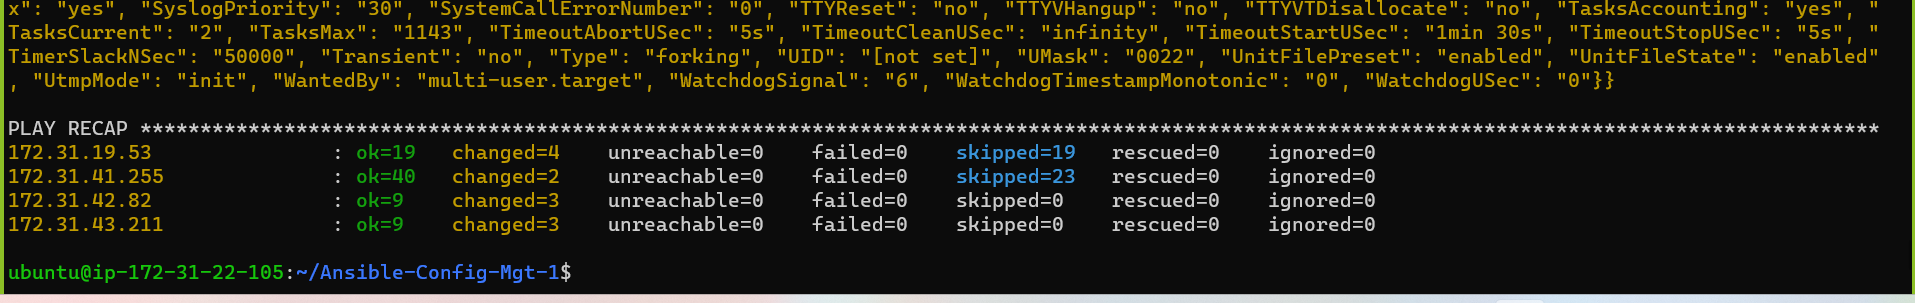 x": "yes", "SyslogPriority": "30", "SystemCallErrorNumber": "0", "TTYReset": "no", "TTYVHangup": "no", "TTYVTDisallocate": "no", "TasksAccounting": "yes", "
TasksCurrent": "2", "TasksMax": "1143", "TimeoutAbortUSec": "5s", "TimeoutCleanUSec": "infinity", "TimeoutStartUSec": "1min 30s", "TimeoutStopUSec": "5s", "
TimerSlackNSec": "50000", "Transient": "no", "Type": "forking", "UID": "[not set]", "UMask": "0022", "UnitFilePreset": "enabled", "UnitFileState": "enabled"
, "UtmpMode": "init", "WantedBy": "multi-user.target", "WatchdogSignal": "6", "WatchdogTimestampMonotonic": "0", "WatchdogUSec": "0"}}
PLAY RECAP *************************************************************************************************************************************************
172.31.19.53 : ok=19 changed=4 unreachable=0 failed=0 skipped=19 rescued=0 ignored=0
172.31.41.255 : ok=40 changed=2 unreachable=0 failed=0 skipped=23 rescued=0 ignored=0
172.31.42.82 : ok=9 changed=3 unreachable=0 failed=0 skipped=0 rescued=0 ignored=0
172.31.43.211 : ok=9 changed=3 unreachable=0 failed=0 skipped=0 rescued=0 ignored=0
ubuntu@ip-172-31-22-105:~/Ansible-Config-Mgt-1$